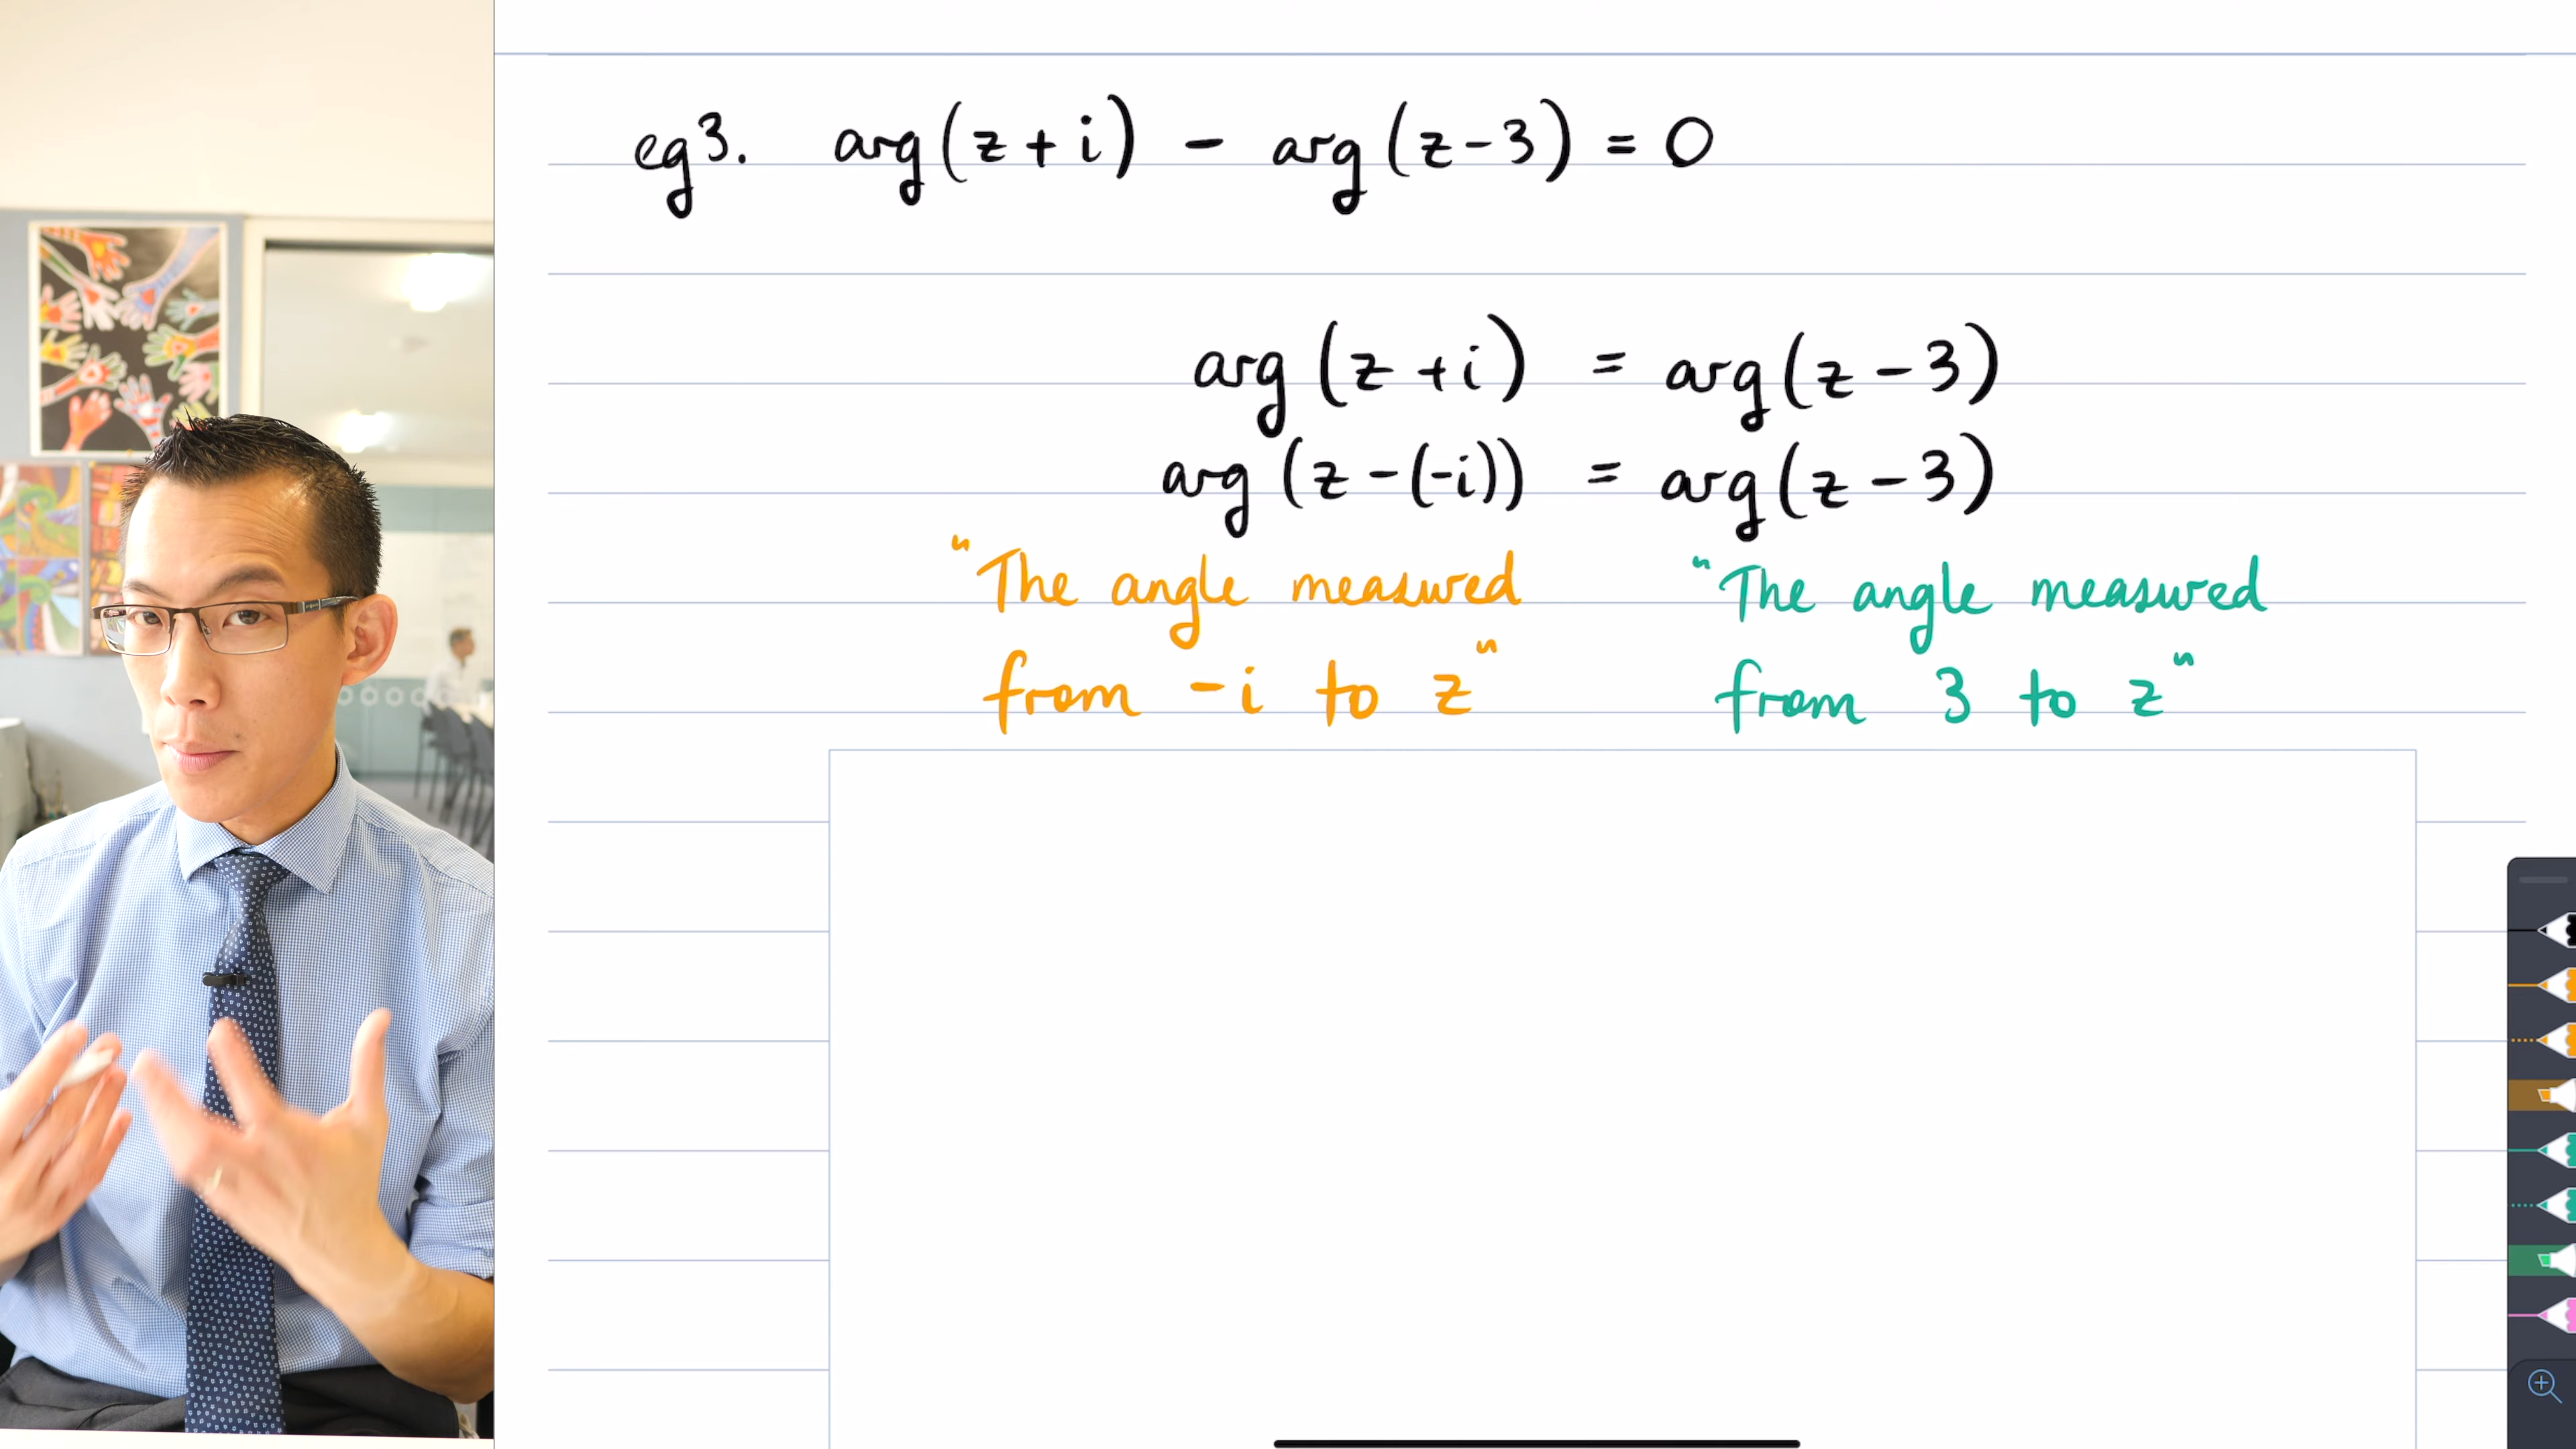 eg3. arg(z+i) - arg(z-3) = 0
arg(z+i) = arg(z-3)
arg(z-(-i)) = arg(z-3)
"The angle measured
from -i to z"
"The angle measured
from 3 to z"